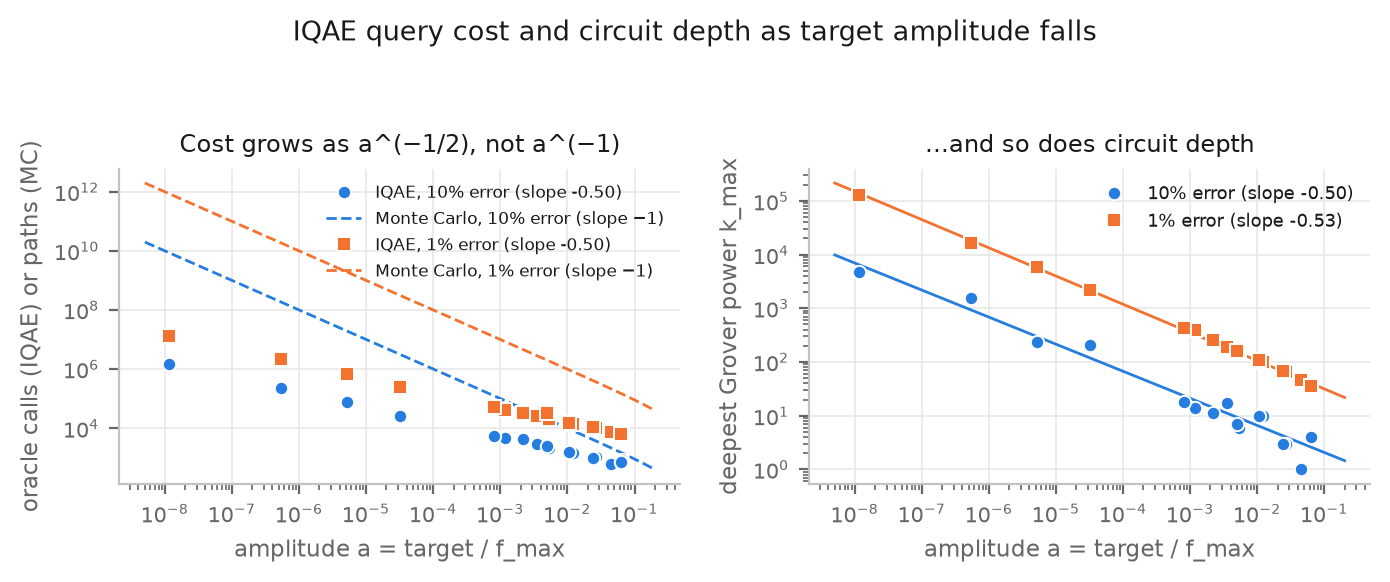 IQAE query cost and circuit depth as target amplitude falls
Cost grows as a^(−1/2), not a^(−1)
oracle calls (IQAE) or paths (MC)
10¹²
10¹⁰
10⁸
10⁶
10⁴
IQAE, 10% error (slope -0.50)
Monte Carlo, 10% error (slope −1)
IQAE, 1% error (slope -0.50)
Monte Carlo, 1% error (slope −1)
10⁻⁸ 10⁻⁷ 10⁻⁶ 10⁻⁵ 10⁻⁴ 10⁻³ 10⁻² 10⁻¹
amplitude a = target / f_max
...and so does circuit depth
deepest Grover power k_max
10⁵
10⁴
10³
10²
10¹
10⁰
10% error (slope -0.50)
1% error (slope -0.53)
10⁻⁸ 10⁻⁷ 10⁻⁶ 10⁻⁵ 10⁻⁴ 10⁻³ 10⁻² 10⁻¹
amplitude a = target / f_max